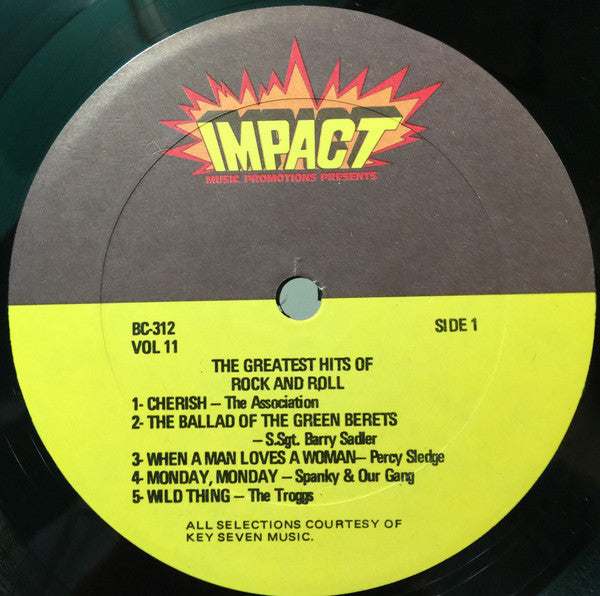 IMPACT
MUSIC PROMOTIONS PRESENTS
BC-312
SIDE 1
VOL 11
THE GREATEST HITS OF
ROCK AND ROLL
1- CHERISH – The Association
2- THE BALLAD OF THE GREEN BERETS
– S.Sgt. Barry Sadler
3- WHEN A MAN LOVES A WOMAN– Percy Sledge
4- MONDAY, MONDAY – Spanky & Our Gang
5- WILD THING – The Troggs
ALL SELECTIONS COURTESY OF
KEY SEVEN MUSIC.